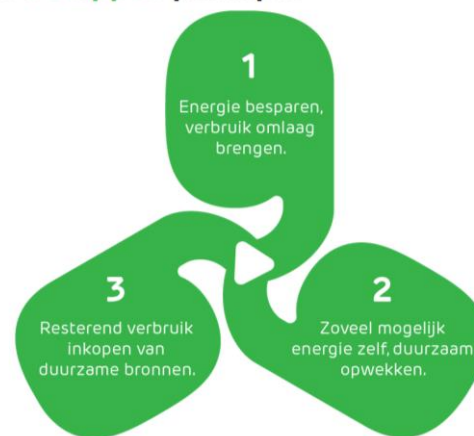 1
Energie besparen,
verbruik omlaag
brengen.
2
Zoveel mogelijk
energie zelf, duurzaam
opwekken.
3
Resterend verbruik
inkopen van
duurzame bronnen.